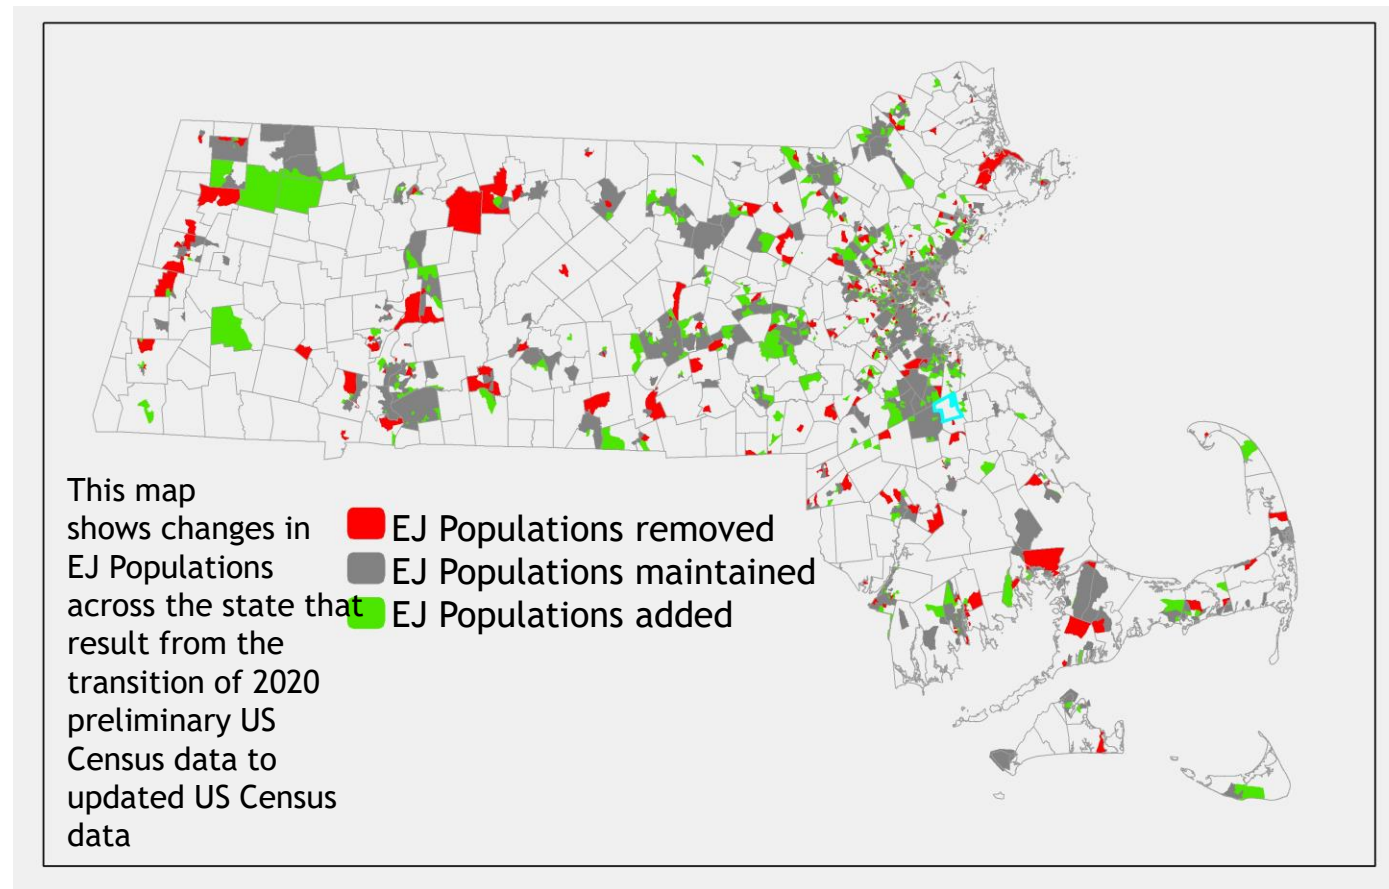 This map
shows changes in
EJ Populations
across the state that
result from the
transition of 2020
preliminary US
Census data to
updated US Census
data
EJ Populations removed
EJ Populations maintained
EJ Populations added